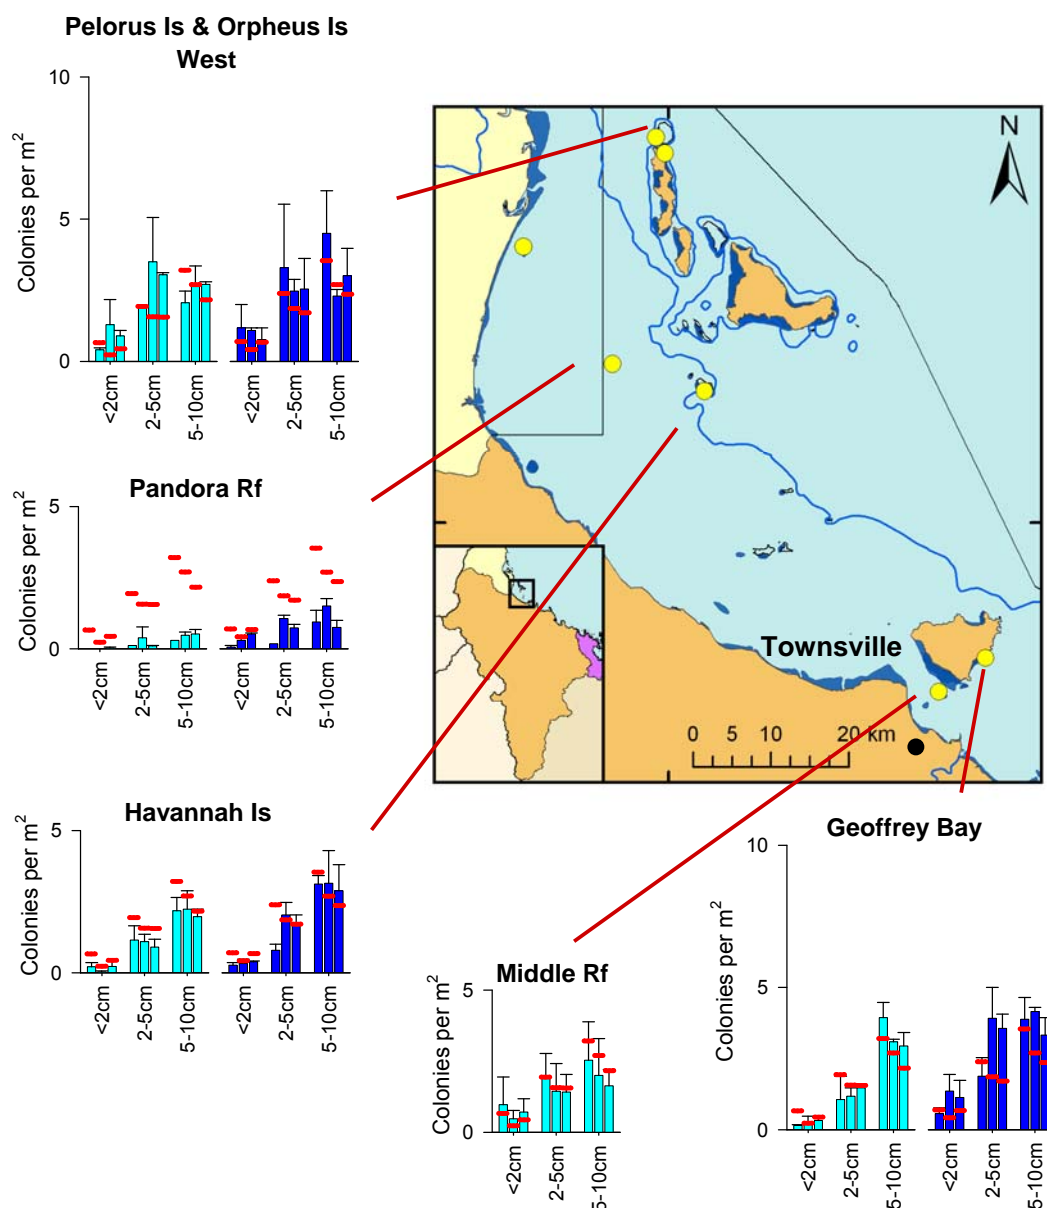 Pelorus Is & Orpheus Is
West
10
5
0
Colonies per m²
<2cm
2-5cm
5-10cm
<2cm
2-5cm
5-10cm
N
Pandora Rf
5
0
Colonies per m²
<2cm
2-5cm
5-10cm
<2cm
2-5cm
5-10cm
Townsville
0 5 10 20 km
Havannah Is
5
0
Colonies per m²
<2cm
2-5cm
5-10cm
<2cm
2-5cm
5-10cm
Middle Rf
5
0
Colonies per m²
<2cm
2-5cm
5-10cm
Geoffrey Bay
10
5
0
Colonies per m²
<2cm
2-5cm
5-10cm
<2cm
2-5cm
5-10cm